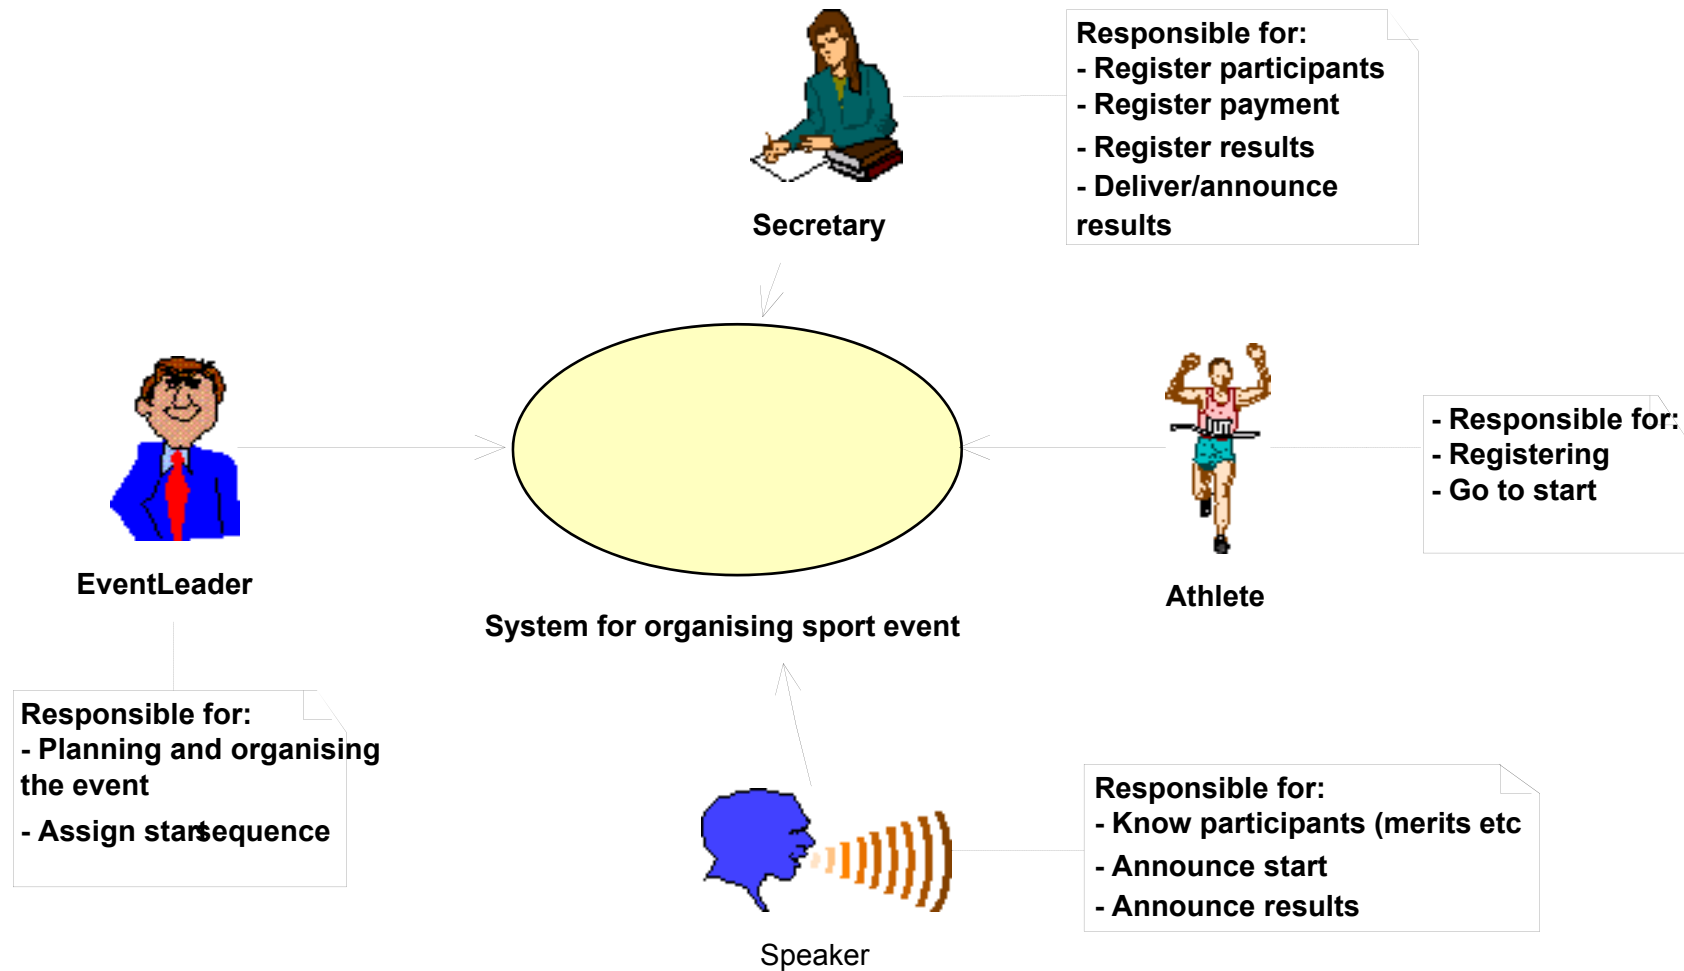 Responsible for:
- Register participants
- Register payment
- Register results
- Deliver/announce
results
Secretary
EventLeader
System for organising sport event
Athlete
- Responsible for:
- Registering
- Go to start
Responsible for:
- Planning and organising
the event
- Assign startsequence
Responsible for:
- Know participants (merits etc
- Announce start
- Announce results
Speaker